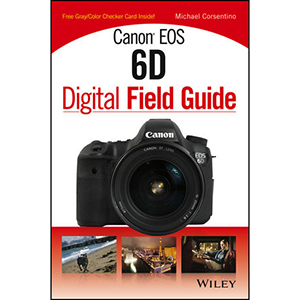 Free Gray/Color Checker Card Inside!
Michael Corsentino
Canon® EOS
6D
Digital Field Guide
Canon
EOS
6D
WILEY